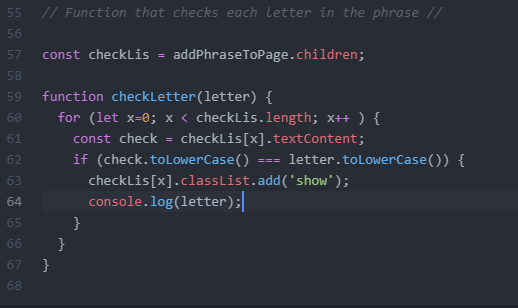 55 // Function that checks each letter in the phrase //
56
57 const checkLis = addPhraseToPage.children;
58
59 function checkLetter(letter) {
60   for (let x=0; x < checkLis.length; x++ ) {
61     const check = checkLis[x].textContent;
62     if (check.toLowerCase() === letter.toLowerCase()) {
63       checkLis[x].classList.add('show');
64       console.log(letter);
65     }
66   }
67 }
68